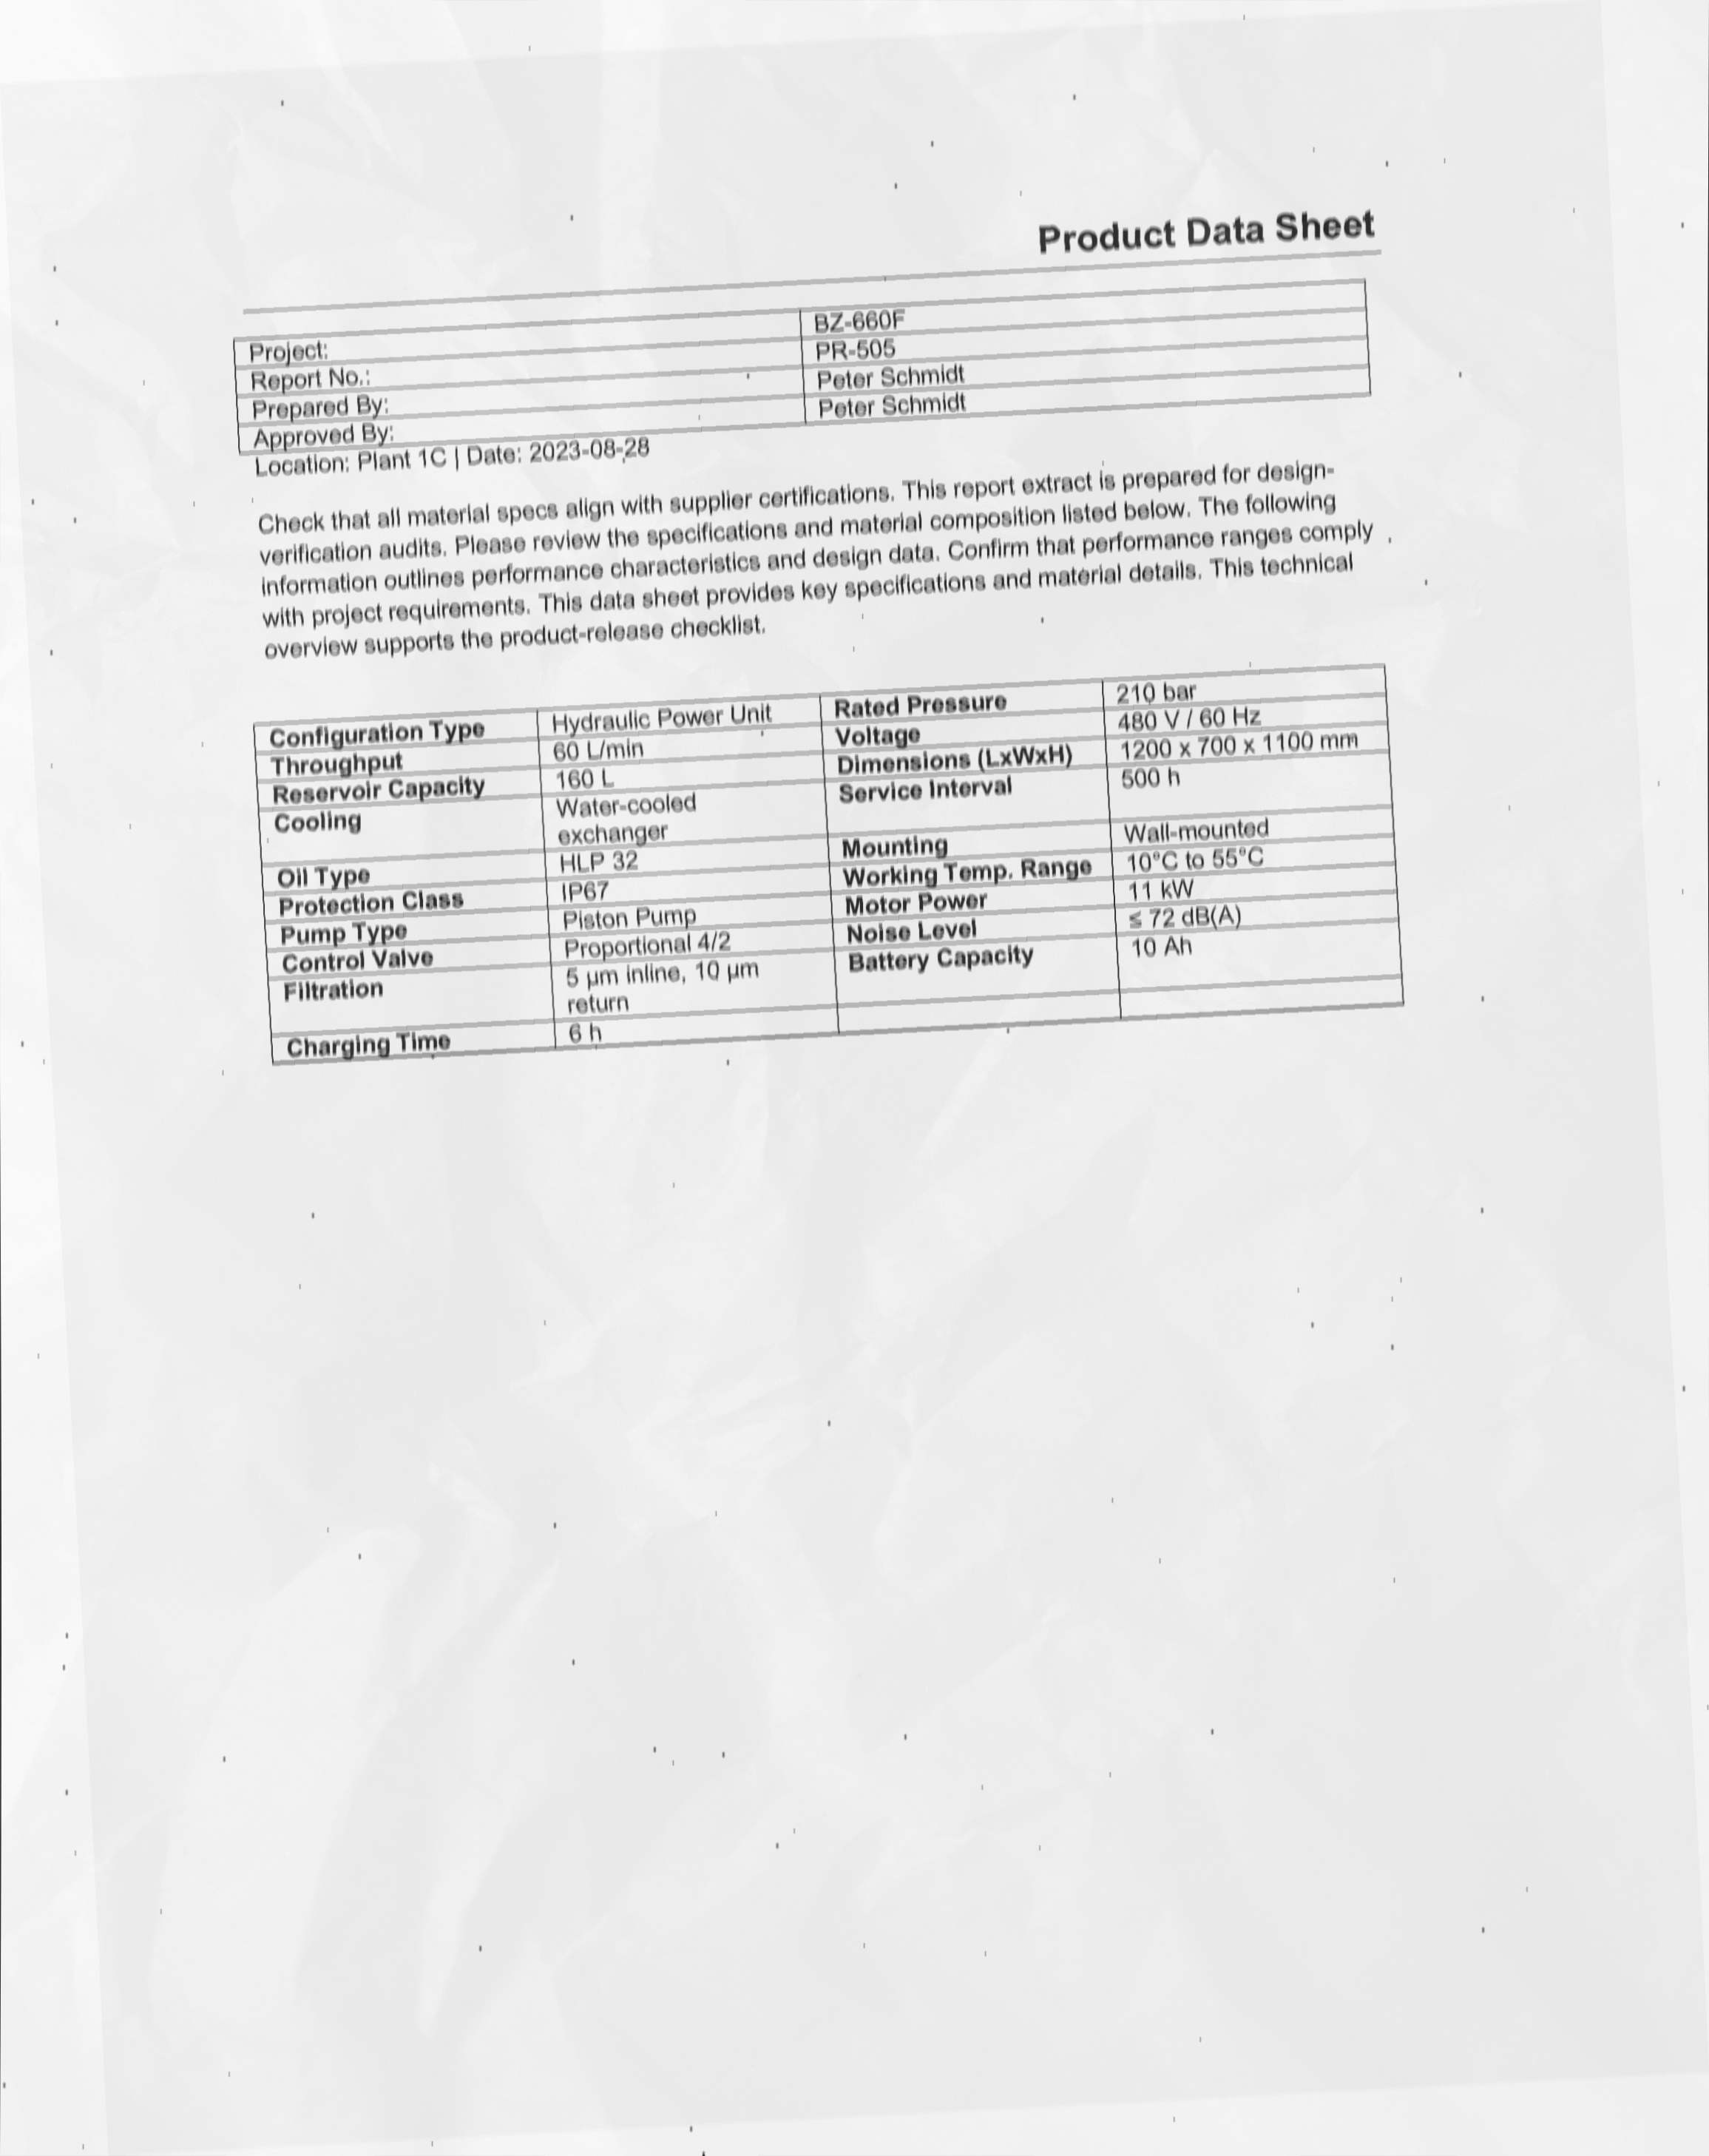 Product Data Sheet
Project: BZ-660F
Report No.: PR-505
Prepared By: Peter Schmidt
Approved By: Peter Schmidt
Location: Plant 1C | Date: 2023-08-28
Check that all material specs align with supplier certifications. This report extract is prepared for design-
verification audits. Please review the specifications and material composition listed below. The following
information outlines performance characteristics and design data. Confirm that performance ranges comply
with project requirements. This data sheet provides key specifications and material details. This technical
overview supports the product-release checklist.
Configuration Type Hydraulic Power Unit Rated Pressure 210 bar
Throughput 60 L/min Voltage 480 V / 60 Hz
Reservoir Capacity 160 L Dimensions (LxWxH) 1200 x 700 x 1100 mm
Cooling Water-cooled Service Interval 500 h
exchanger
Oil Type HLP 32 Mounting Wall-mounted
Protection Class IP67 Working Temp. Range 10°C to 55°C
Pump Type Piston Pump Motor Power 11 kW
Control Valve Proportional 4/2 Noise Level ≤ 72 dB(A)
Filtration 5 µm inline, 10 µm Battery Capacity 10 Ah
return
Charging Time 6 h